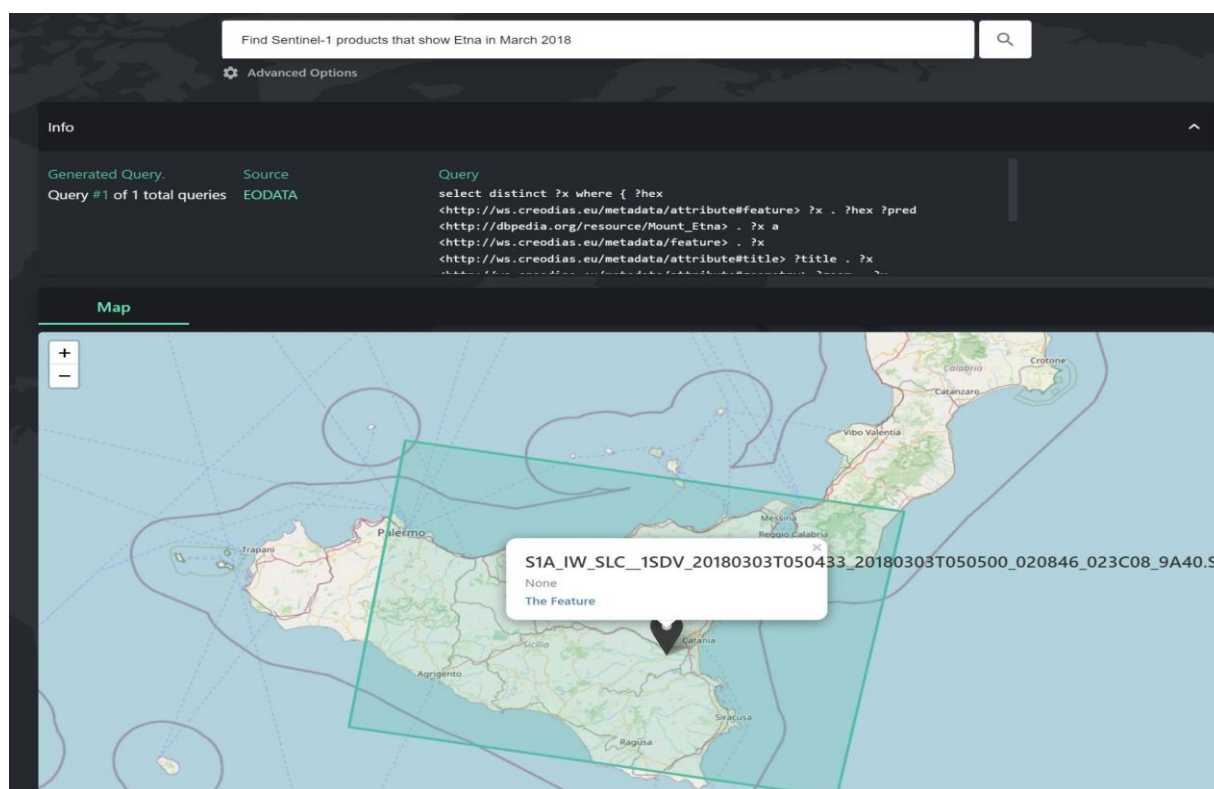 Find Sentinel-1 products that show Etna in March 2018
Advanced Options
Info
Generated Query.
Query #1 of 1 total queries
Source
EODATA
Query
select distinct ?x where { ?hex
<http://ws.creodias.eu/metadata/attribute#feature> ?x . ?hex ?pred
<http://dbpedia.org/resource/Mount_Etna> . ?x a
<http://ws.creodias.eu/metadata/feature> . ?x
<http://ws.creodias.eu/metadata/attribute#title> ?title . ?x
Map
+
−
Crotone
Calabria
Catanzaro
Vibo Valentia
Messina
Reggio Calabria
Palermo
Trapani
S1A_IW_SLC__1SDV_20180303T050433_20180303T050500_020846_023C08_9A40.S
None
The Feature
×
Catania
Sicilia
Agrigento
Siracusa
Ragusa